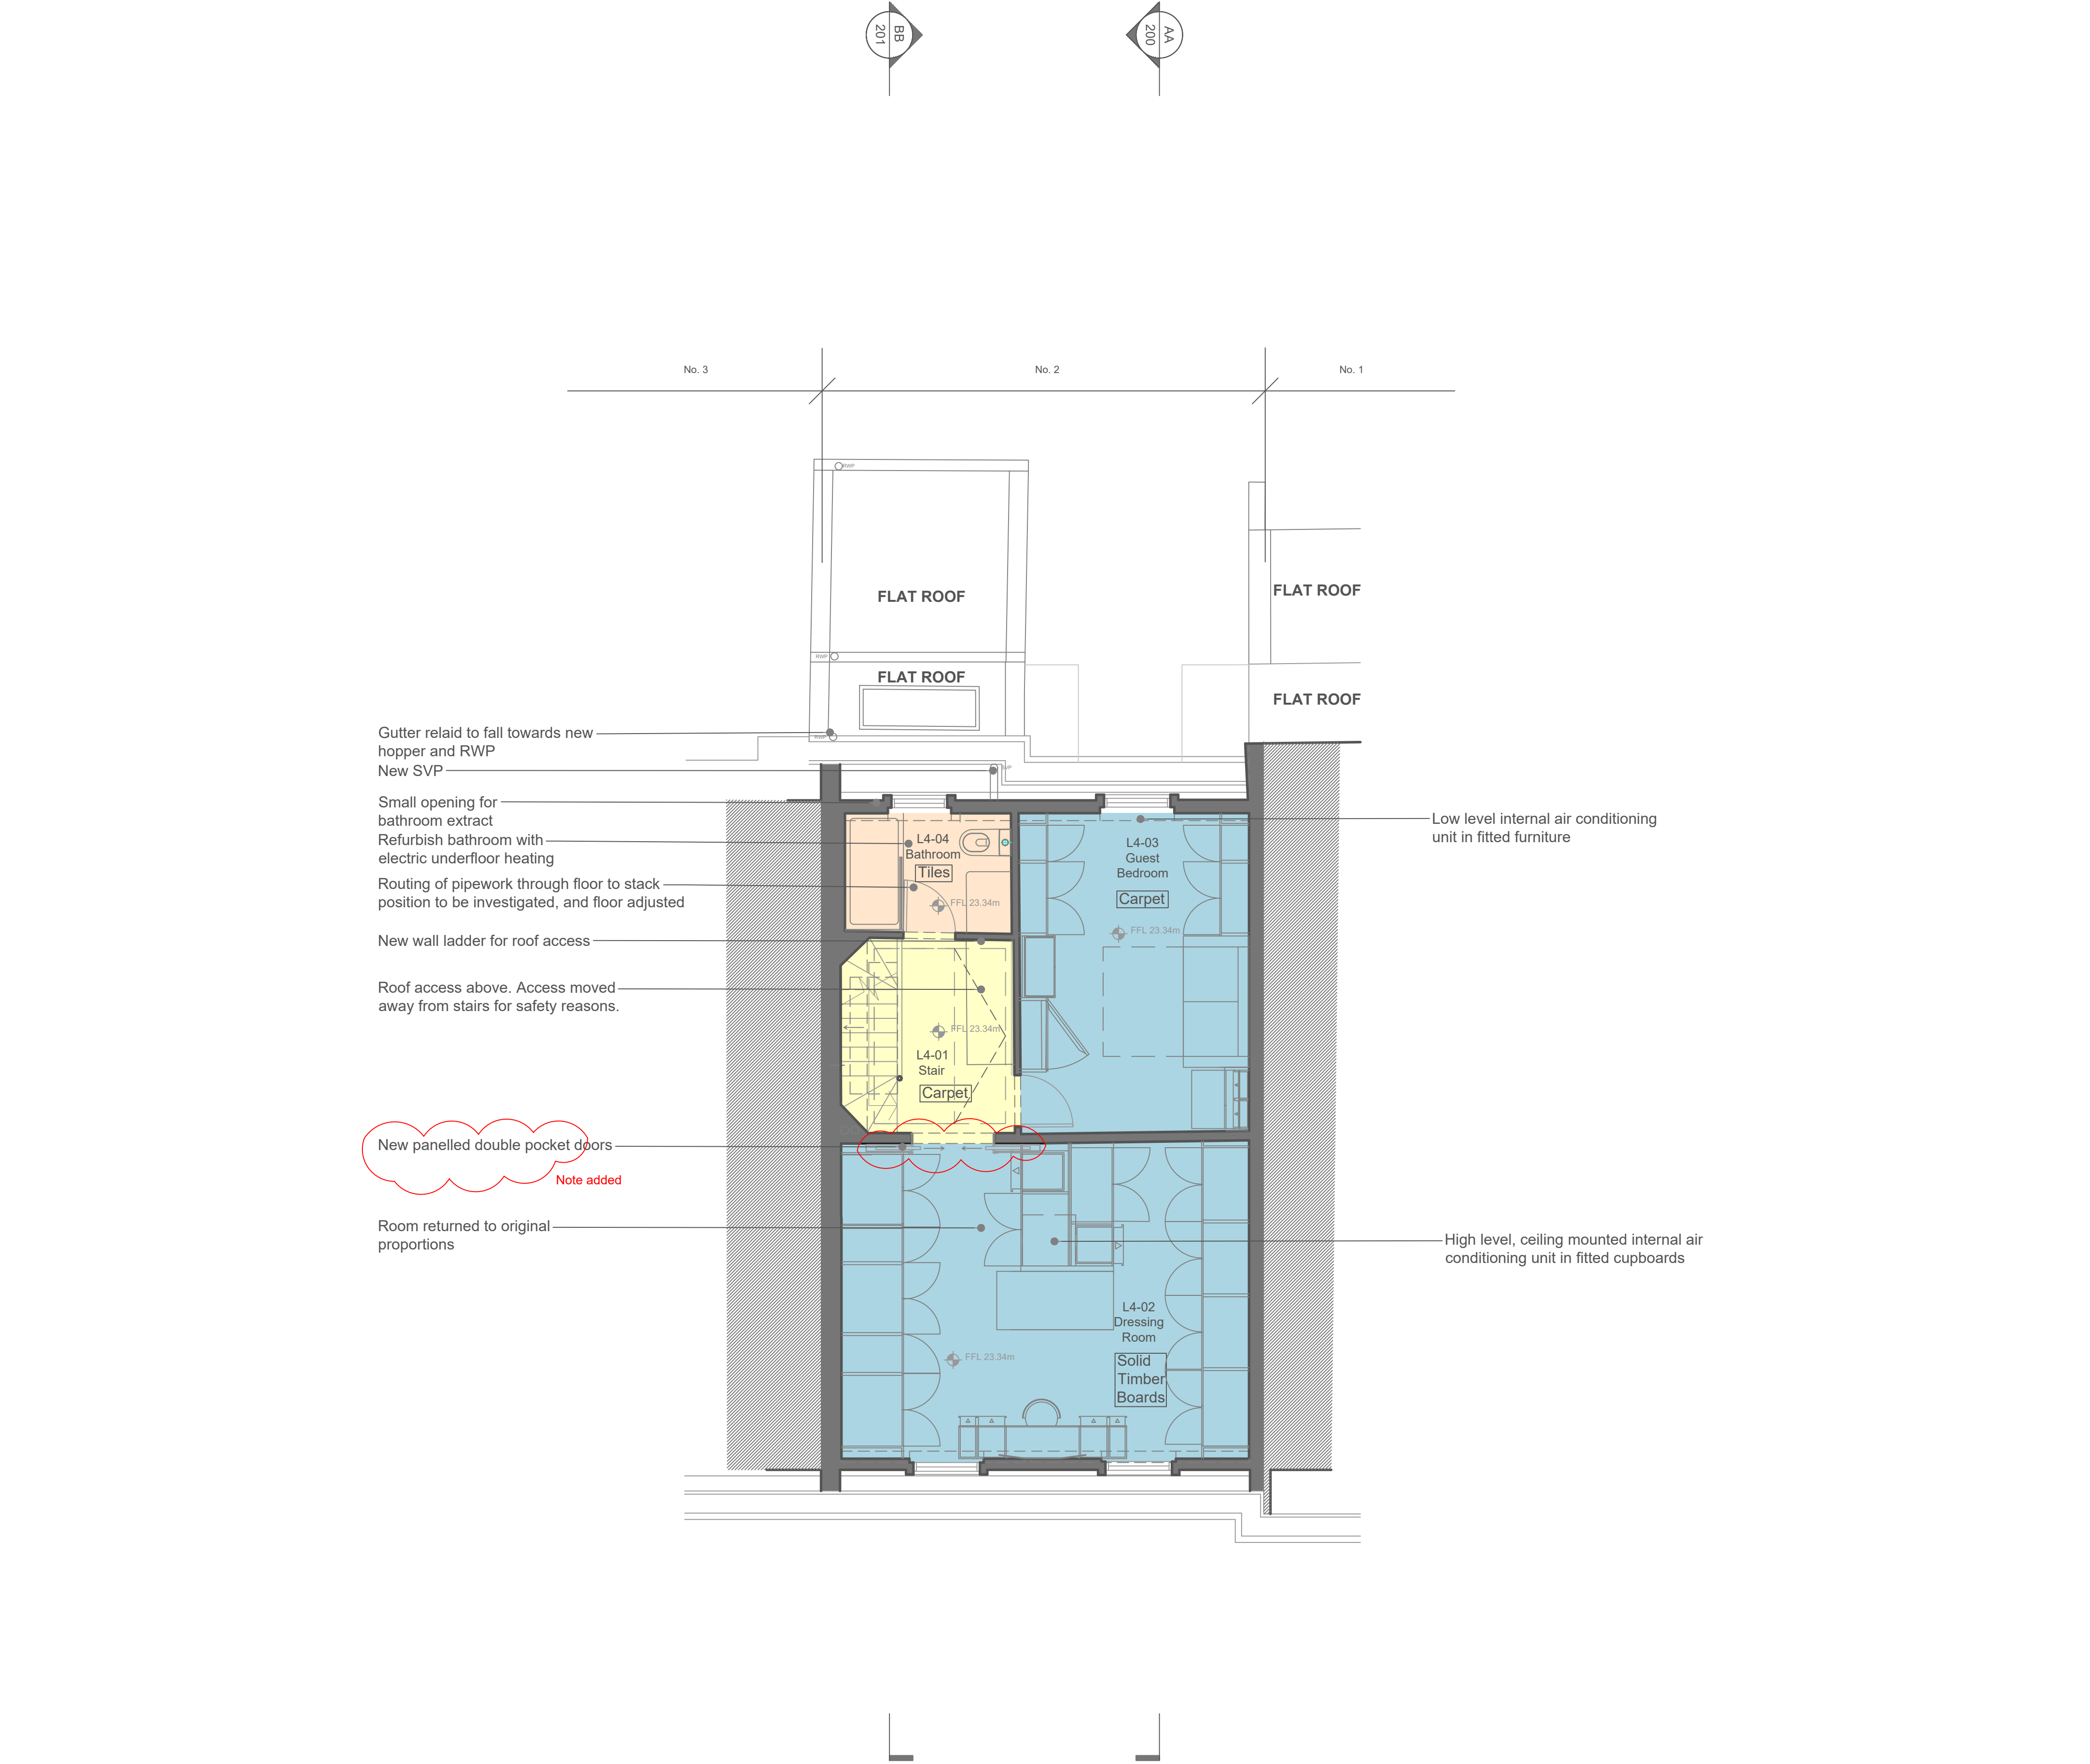 BB
201
AA
200
No. 3
No. 2
No. 1
RWP
FLAT ROOF
FLAT ROOF
RWP
FLAT ROOF
FLAT ROOF
Gutter relaid to fall towards new
hopper and RWP
RWP
New SVP
SVP
Small opening for
bathroom extract
Refurbish bathroom with
electric underfloor heating
Routing of pipework through floor to stack
position to be investigated, and floor adjusted
New wall ladder for roof access
Roof access above. Access moved
away from stairs for safety reasons.
New panelled double pocket doors
Note added
Room returned to original
proportions
L4-04
Bathroom
Tiles
FFL 23.34m
L4-03
Guest
Bedroom
Carpet
FFL 23.34m
Low level internal air conditioning
unit in fitted furniture
FFL 23.34m
L4-01
Stair
Carpet
High level, ceiling mounted internal air
conditioning unit in fitted cupboards
L4-02
Dressing
Room
FFL 23.34m
Solid
Timber
Boards